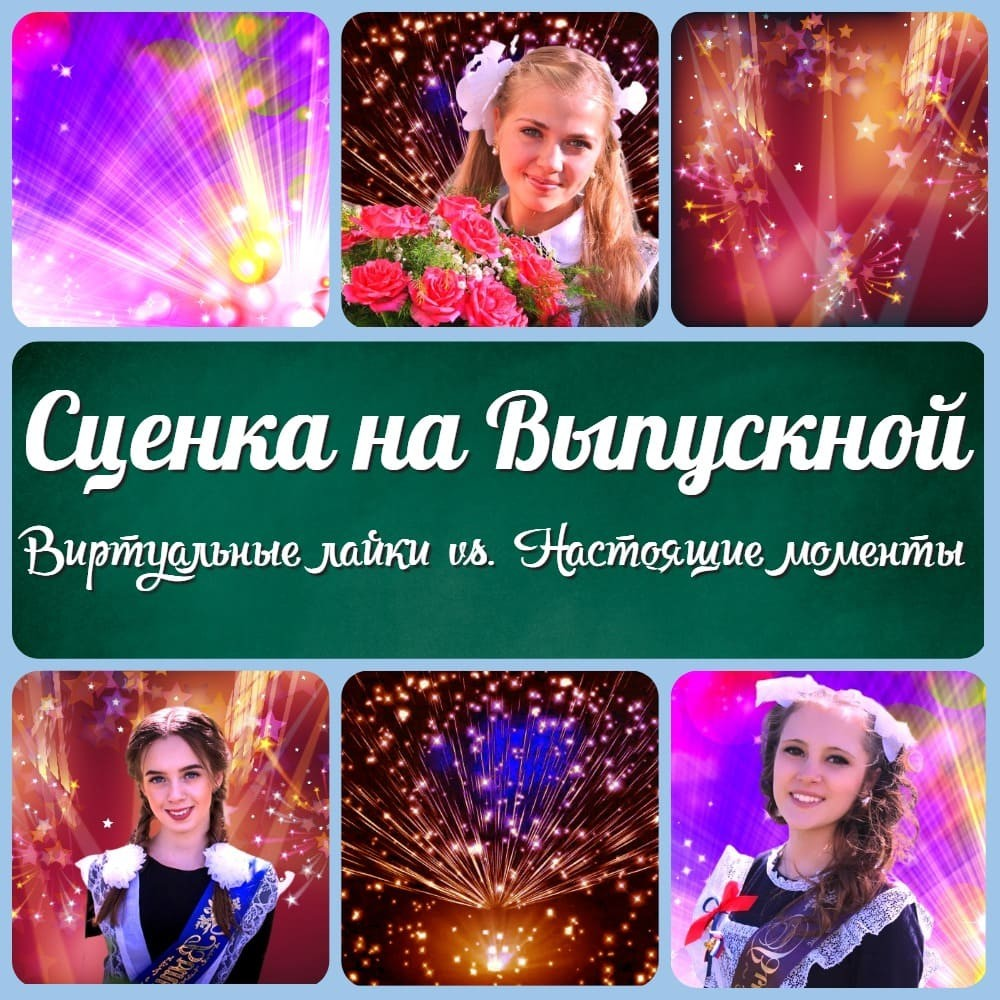 Сценка на Выпускной
Виртуальные лайки vs. Настоящие моменты